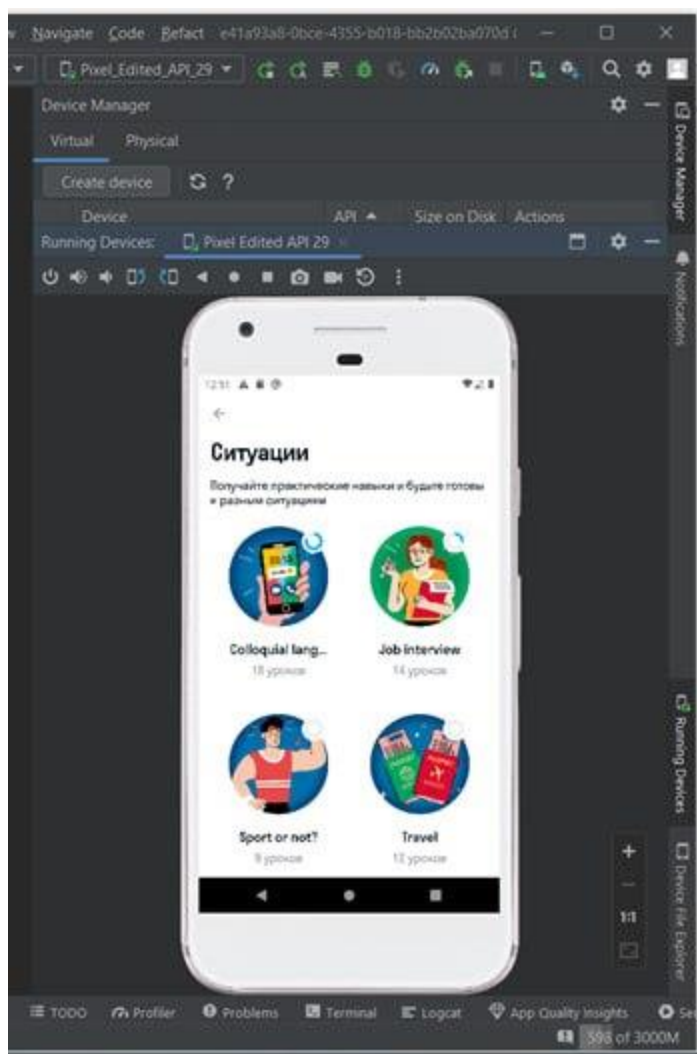 Navigate Code Refact e41a93a8-0bce-4355-b018-bb2b02ba070d (
Pixel_Edited_API_29
Device Manager
Virtual Physical
Create device ?
Device API Size on Disk Actions
Running Devices: Pixel Edited API 29
12:51
Ситуации
Получайте практические навыки и будьте готовы
к разным ситуациям
Colloquial lang...
Job interview
18 уроков
14 уроков
Sport or not?
Travel
9 уроков
12 уроков
1:1
Device Manager
Notifications
Running Devices
Device File Explorer
TODO Profiler Problems Terminal Logcat App Quality Insights Se
598 of 3000M